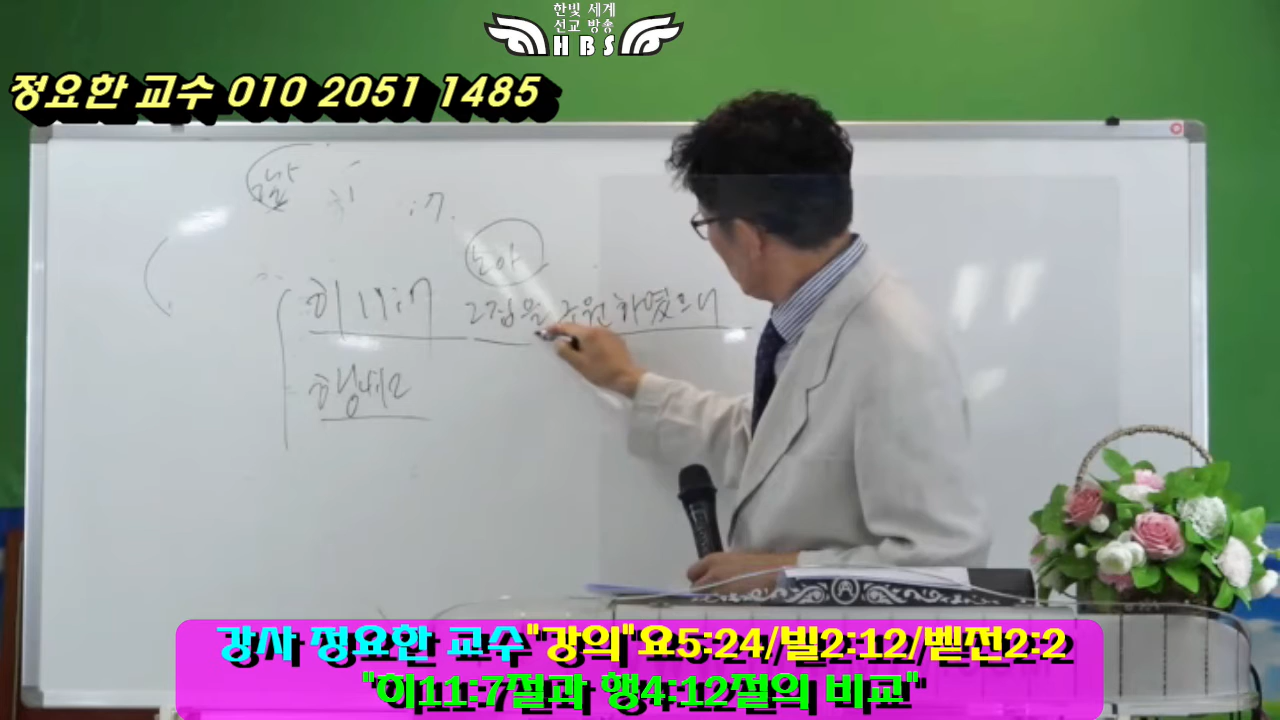 한빛 세계
선교 방송
HBS
정요한 교수 010 2051 1485
노아
히 11:7 그 집을 구원하였으니
행4:12
강사 정요한 교수"강의"요5:24/빌2:12/벧전2:2
"히11:7절과 행4:12절의 비교"